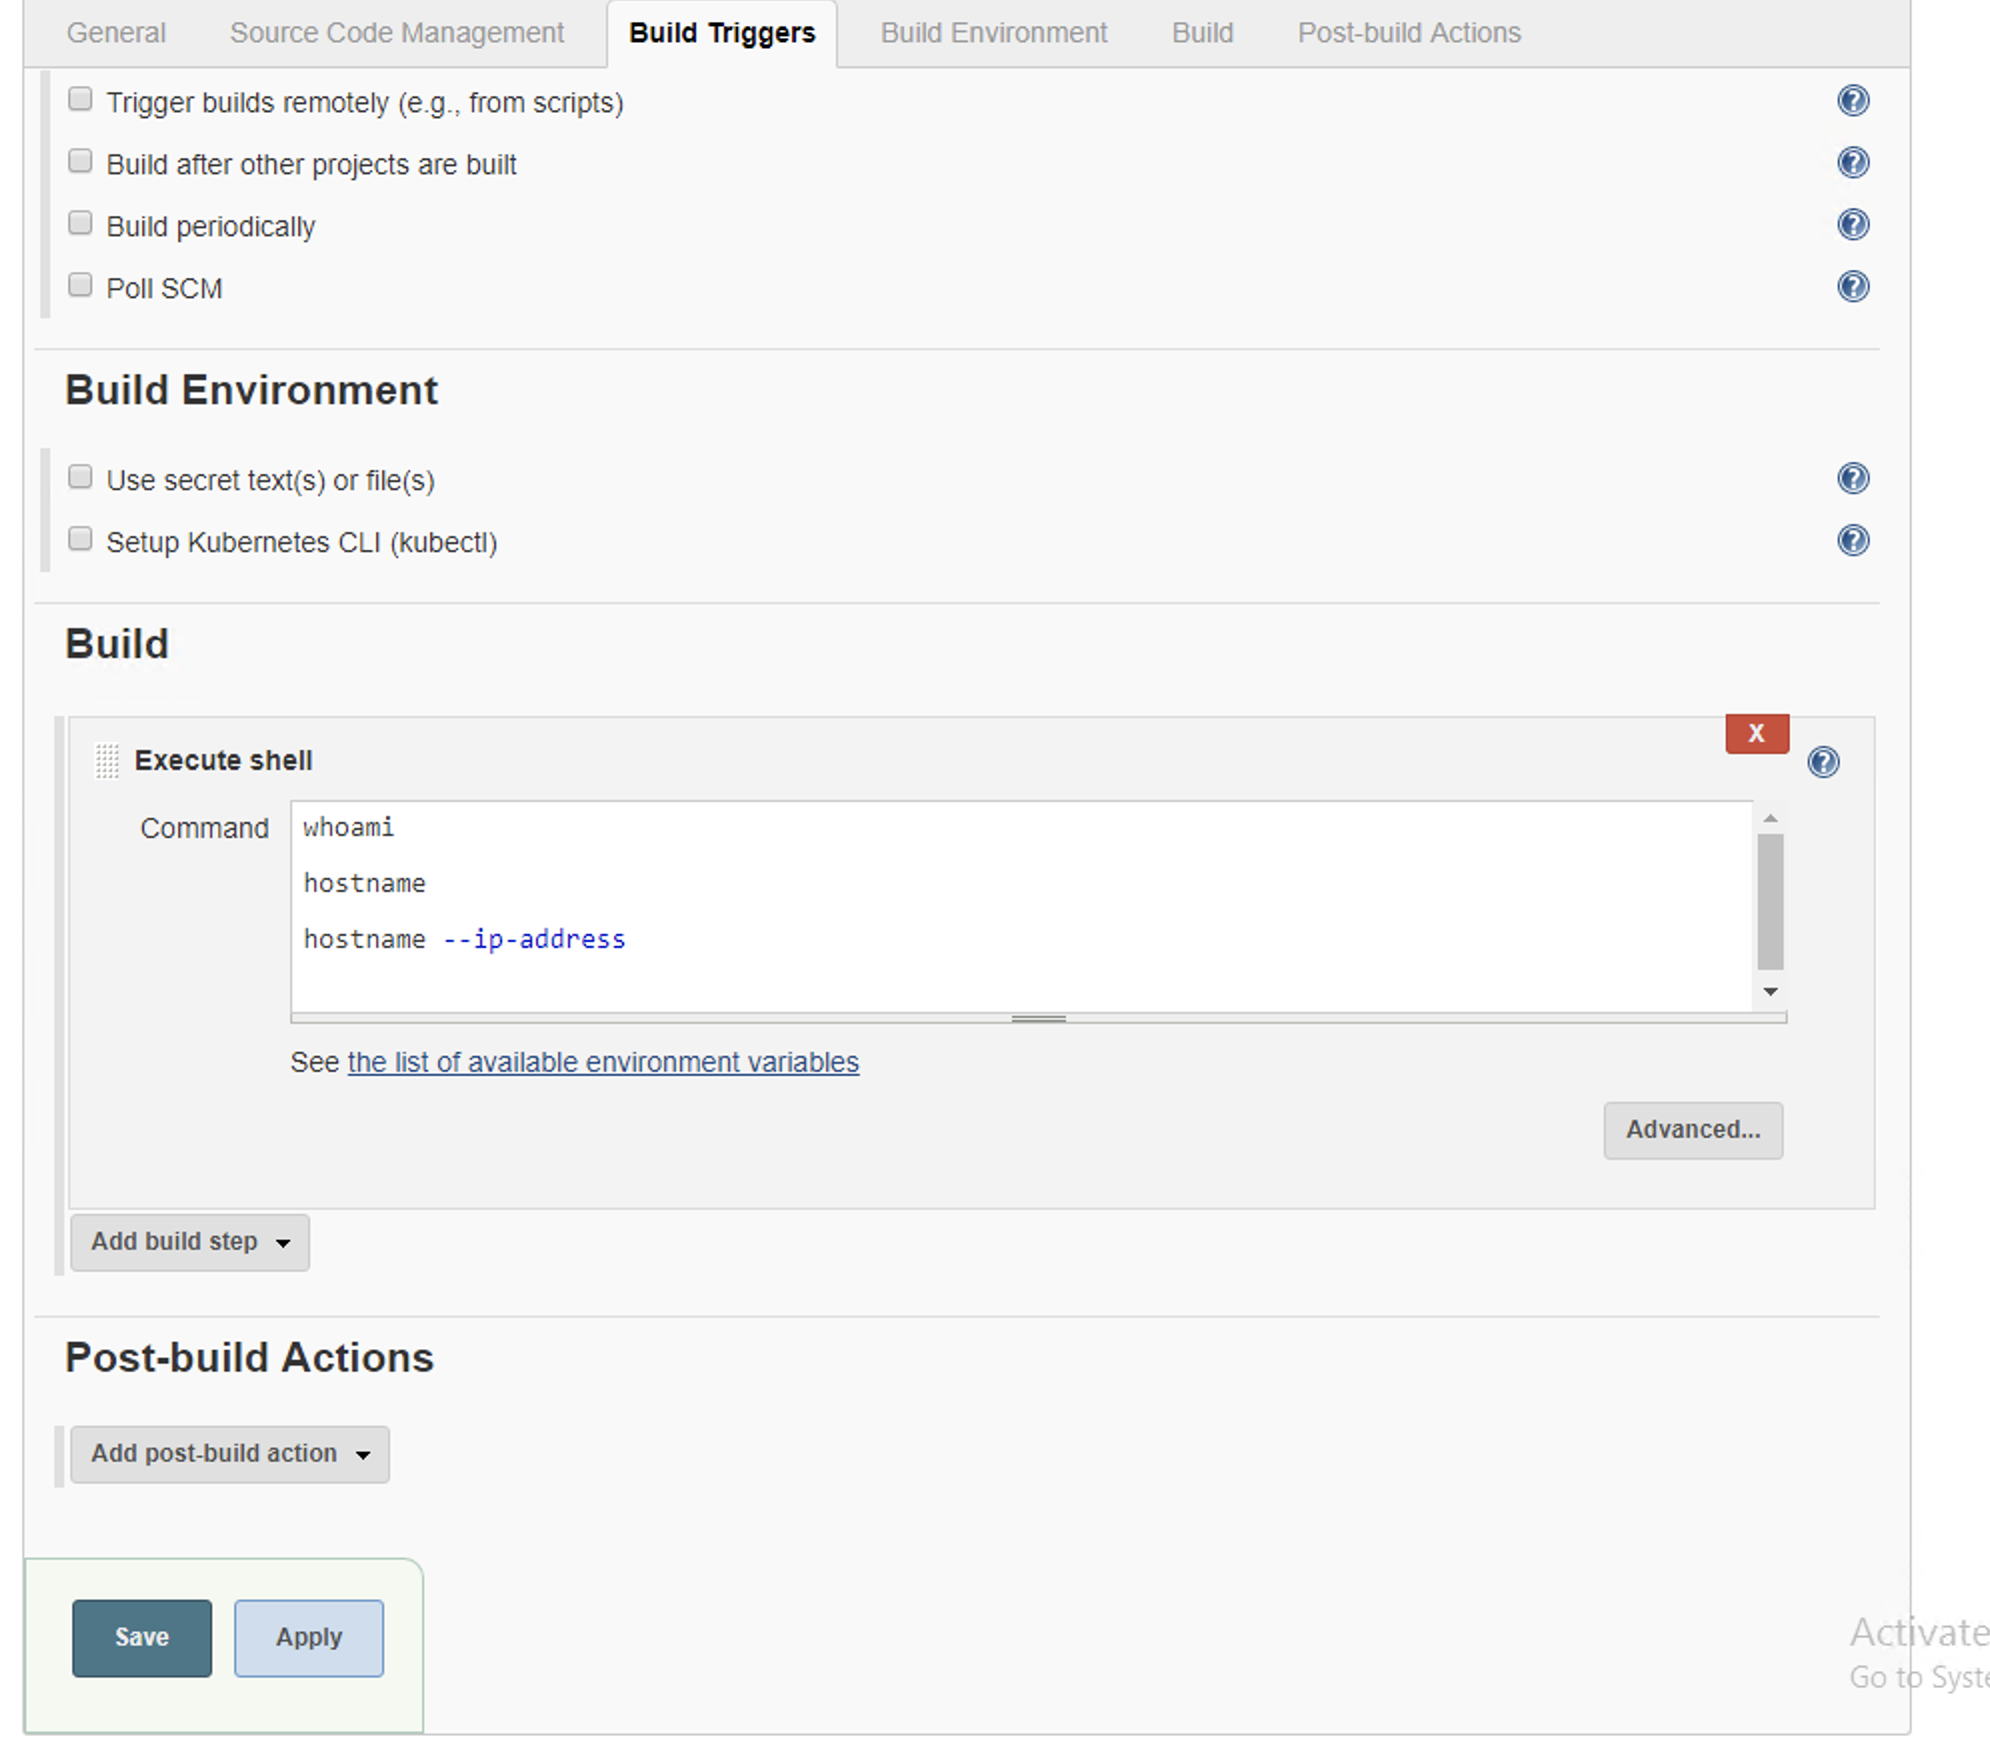 General Source Code Management Build Triggers Build Environment Build Post-build Actions
Trigger builds remotely (e.g., from scripts)
Build after other projects are built
Build periodically
Poll SCM
Build Environment
Use secret text(s) or file(s)
Setup Kubernetes CLI (kubectl)
Build
X
Execute shell
Command
whoami
hostname
hostname --ip-address
See the list of available environment variables
Advanced...
Add build step
Post-build Actions
Add post-build action
Save Apply
Activate
Go to Syste